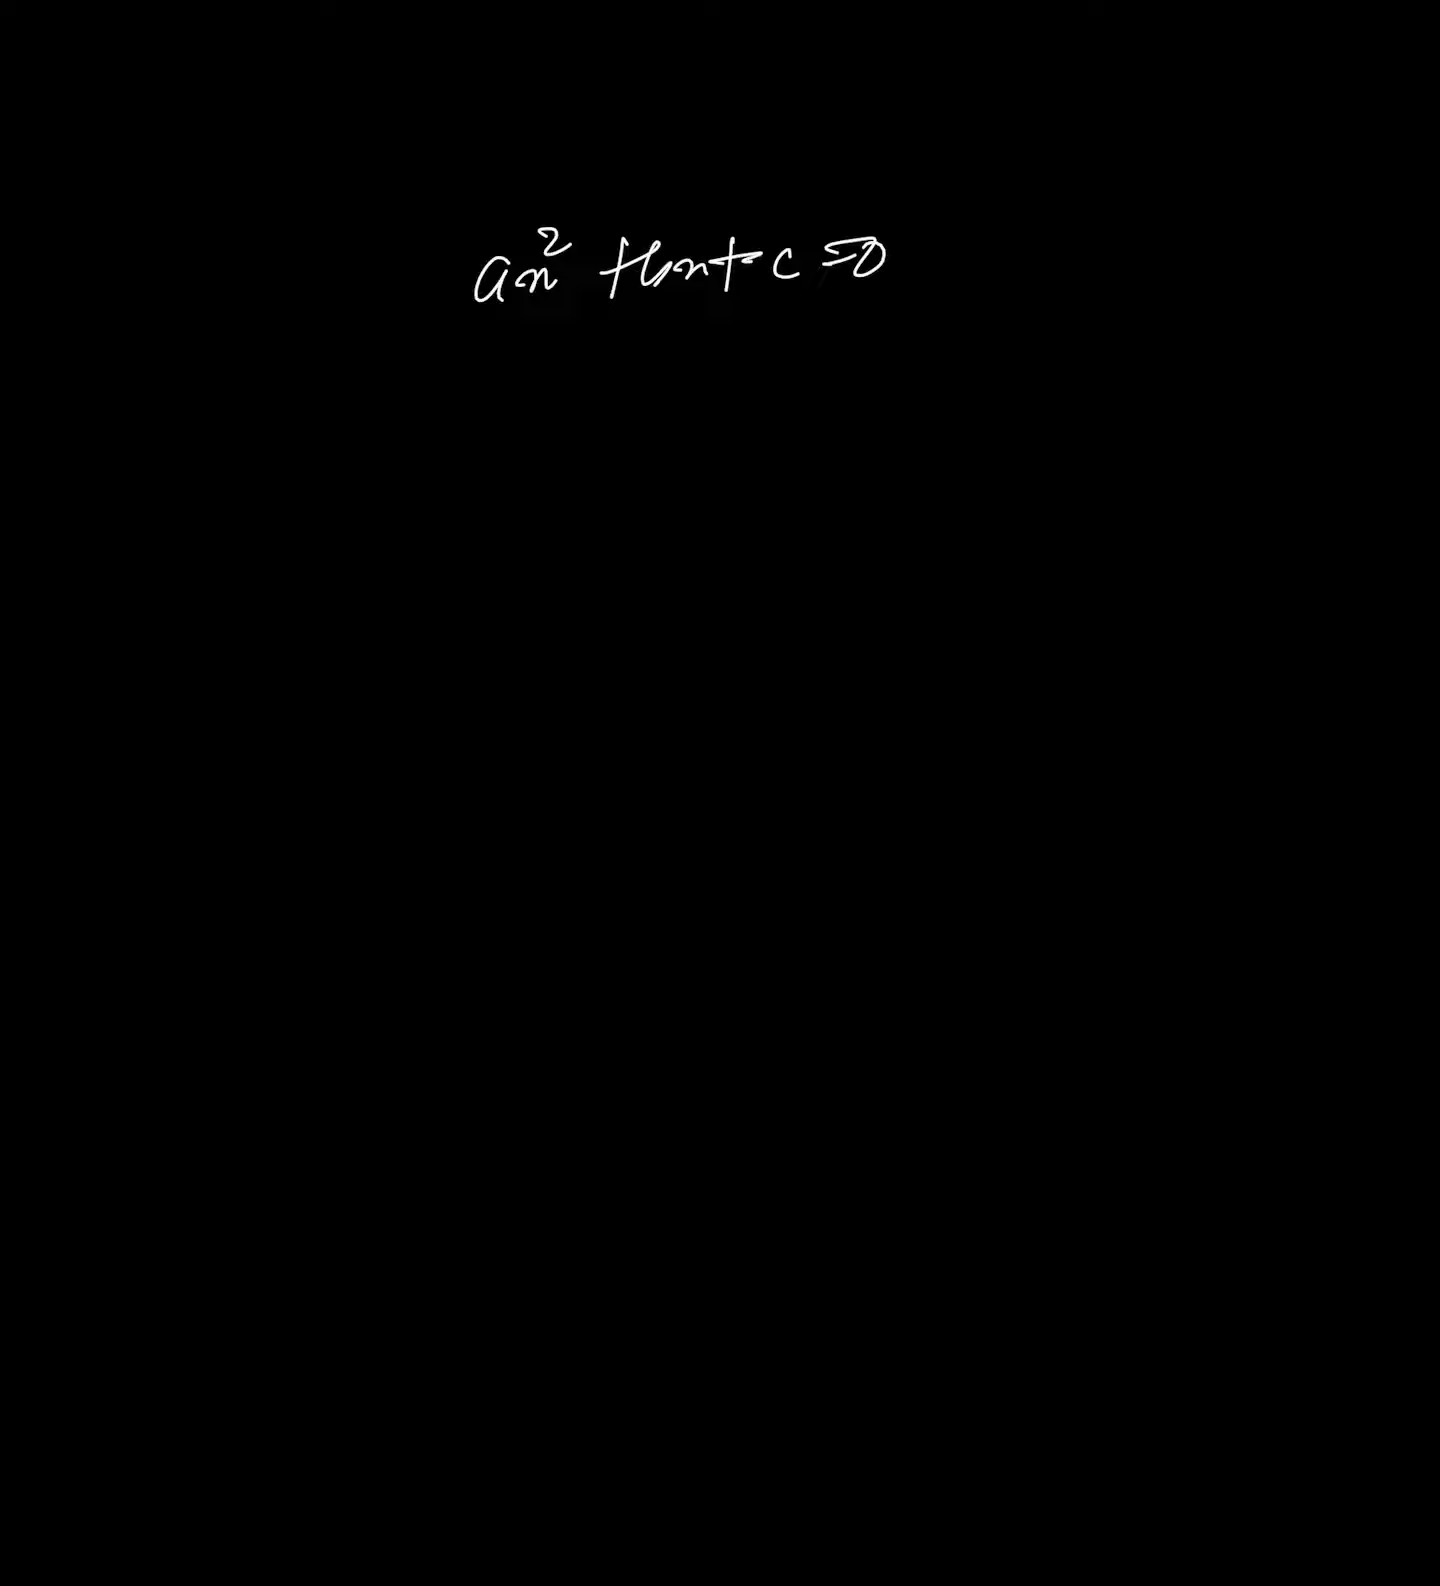 ax² + bx + c = 0